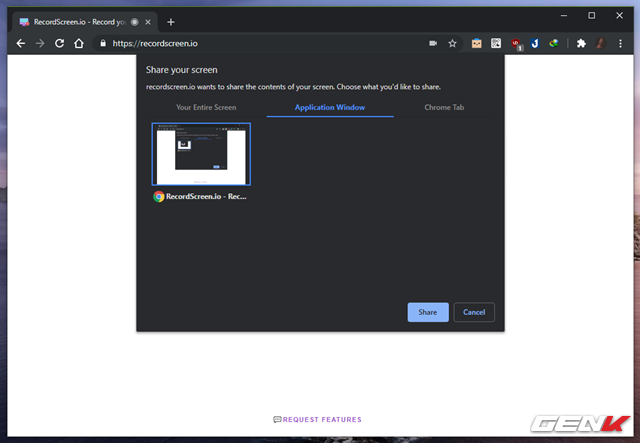 RecordScreen.io - Record yo
https://recordscreen.io
1
Share your screen
recordscreen.io wants to share the contents of your screen. Choose what you'd like to share.
Your Entire Screen Application Window Chrome Tab
RecordScreen.io - Rec...
Share Cancel
REQUEST FEATURES
GENK